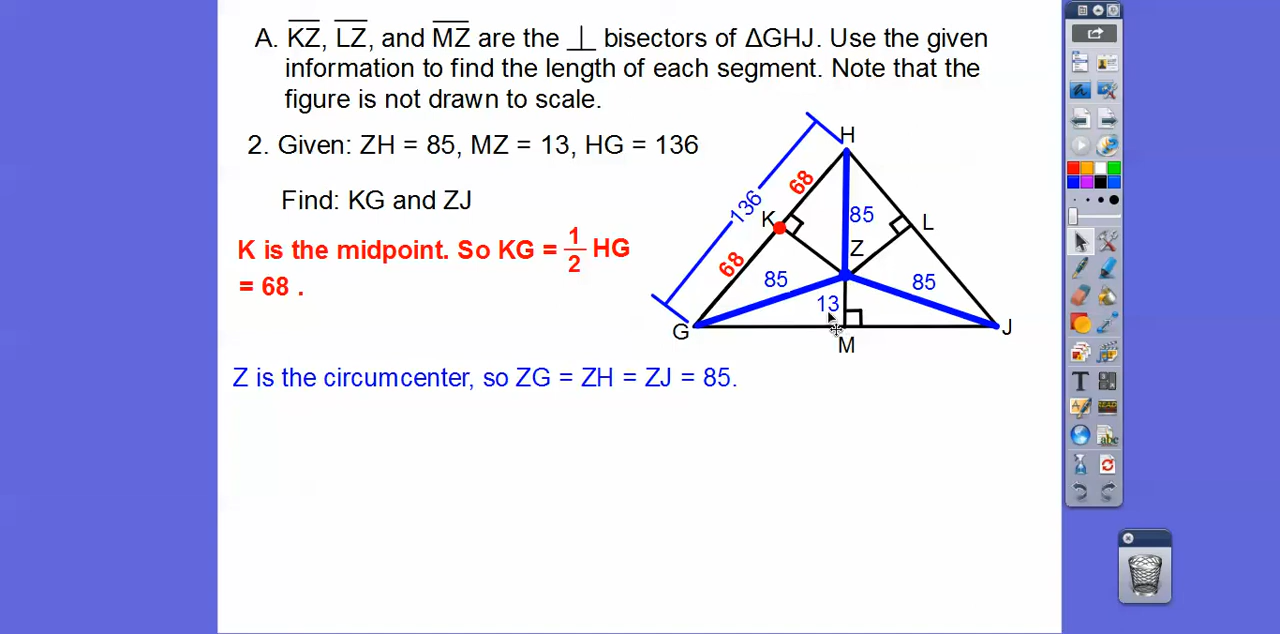 A. KZ, LZ, and MZ are the ⊥ bisectors of ΔGHJ. Use the given
information to find the length of each segment. Note that the
figure is not drawn to scale.
2. Given: ZH = 85, MZ = 13, HG = 136
Find: KG and ZJ
K is the midpoint. So KG = 1/2 HG
= 68 .
Z is the circumcenter, so ZG = ZH = ZJ = 85.
H
68
136
K
85
L
Z
68
85
85
13
G
J
M